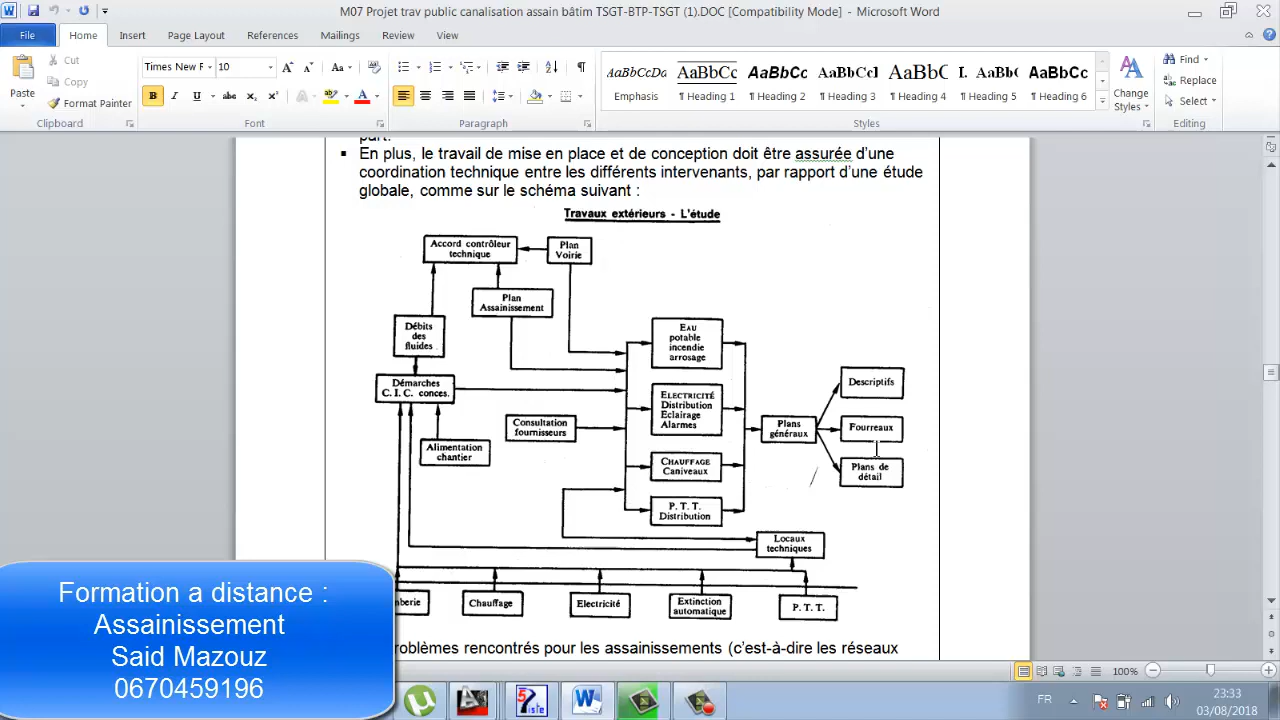 M07 Projet trav public conalisation assain bâtim TSGT-BTP-TSGT (1).DOC [Compatibility Mode] - Microsoft Word
File Home Insert Page Layout References Mailings Review View
Paste
Cut
Copy
Format Painter
Clipboard
Times New F 10
Font
Paragraph
AaBbCcDa AaBbCc AaBbCc AaBbCcI AaBbC I. AaBbC AaBbCc
Emphasis ¶ Heading 1 ¶ Heading 2 ¶ Heading 3 ¶ Heading 4 ¶ Heading 5 ¶ Heading 6
Styles
Change
Styles
Find
Replace
Select
Editing
part.
▪ En plus, le travail de mise en place et de conception doit être assurée d'une
coordination technique entre les différents intervenants, par rapport d'une étude
globale, comme sur le schéma suivant :
Travaux extérieurs - L'étude
Accord contrôleur
technique
Plan
Voirie
Plan
Assainissement
Débits
des
fluides
Démarches
C. I. C. conces.
Alimentation
chantier
Consultation
fournisseurs
EAU
potable
incendie
arrosage
ELECTRICITÉ
Distribution
Eclairage
Alarmes
CHAUFFAGE
Caniveaux
P. T. T.
Distribution
Plans
généraux
Descriptifs
Fourreaux
Plans de
détail
Locaux
techniques
mberie
Chauffage
Electricité
Extinction
automatique
P. T. T.
roblèmes rencontrés pour les assainissements (c'est-à-dire les réseaux
Formation a distance :
Assainissement
Said Mazouz
0670459196
100%
FR
23:33
03/08/2018